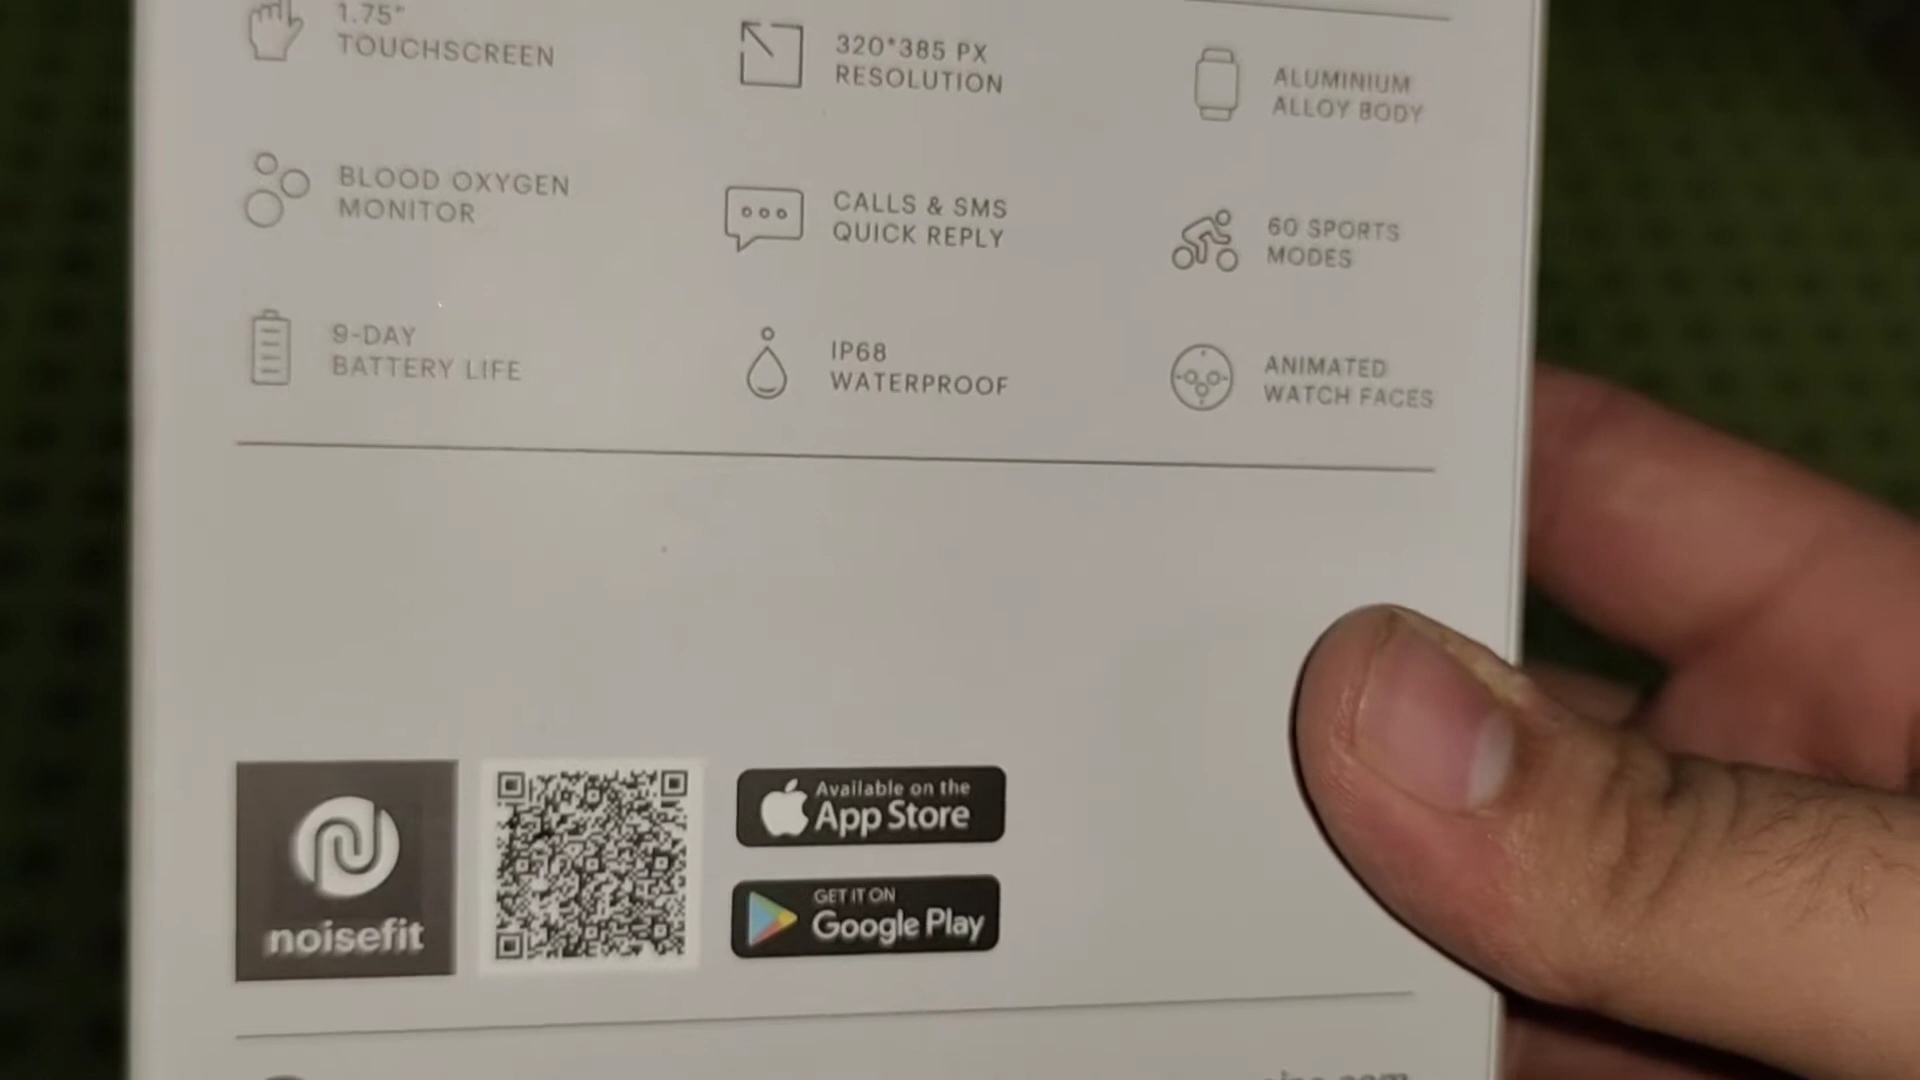 1.75"
TOUCHSCREEN
320*385 PX
RESOLUTION
ALUMINIUM
ALLOY BODY
BLOOD OXYGEN
MONITOR
CALLS & SMS
QUICK REPLY
60 SPORTS
MODES
9-DAY
BATTERY LIFE
IP68
WATERPROOF
ANIMATED
WATCH FACES
noisefit
Available on the
App Store
GET IT ON
Google Play